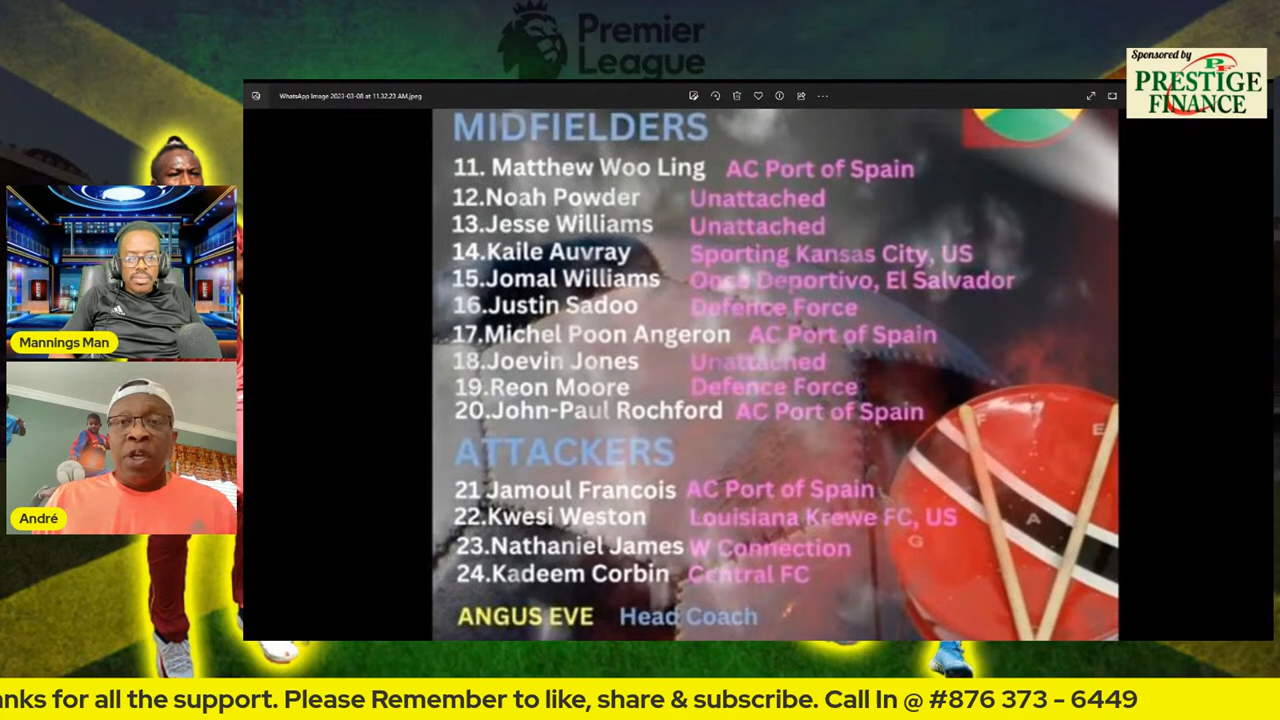 Premier
League
Sponsored by
PF
PRESTIGE
FINANCE
WhatsApp Image 2023-03-08 at 11.32.23 AM.jpeg
MIDFIELDERS
11. Matthew Woo Ling AC Port of Spain
12.Noah Powder Unattached
13.Jesse Williams Unattached
14.Kaile Auvray Sporting Kansas City, US
15.Jomal Williams Once Deportivo, El Salvador
16.Justin Sadoo Defence Force
17.Michel Poon Angeron AC Port of Spain
18.Joevin Jones Unattached
19.Reon Moore Defence Force
20.John-Paul Rochford AC Port of Spain
ATTACKERS
21 Jamoul Francois AC Port of Spain
22.Kwesi Weston Louisiana Krewe FC, US
23.Nathaniel James W Connection
24.Kadeem Corbin Central FC
ANGUS EVE Head Coach
F
E
A
G
Mannings Man
André
anks for all the support. Please Remember to like, share & subscribe. Call In @ #876 373 - 6449